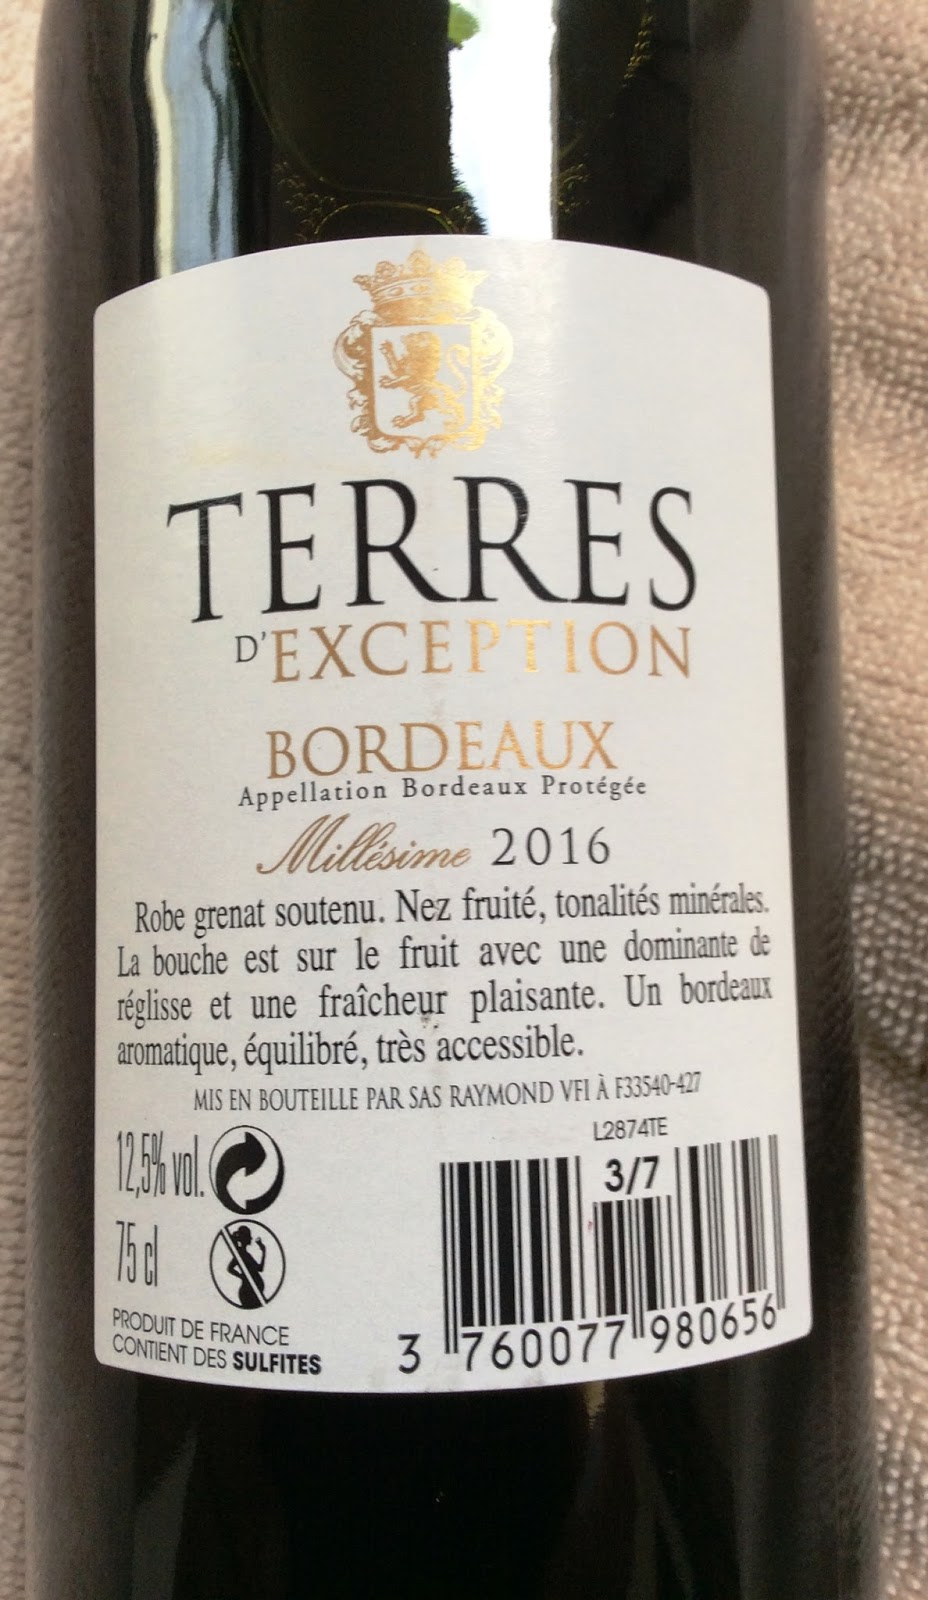 TERRES
D'EXCEPTION
BORDEAUX
Appellation Bordeaux Protégée
Millésime 2016
Robe grenat soutenu. Nez fruité, tonalités minérales.
La bouche est sur le fruit avec une dominante de
réglisse et une fraîcheur plaisante. Un bordeaux
aromatique, équilibré, très accessible.
MIS EN BOUTEILLE PAR SAS RAYMOND VFI À F33540-427
L2874TE
12,5% vol.
3/7
75 cl
PRODUIT DE FRANCE
CONTIENT DES SULFITES
3 760077 980656